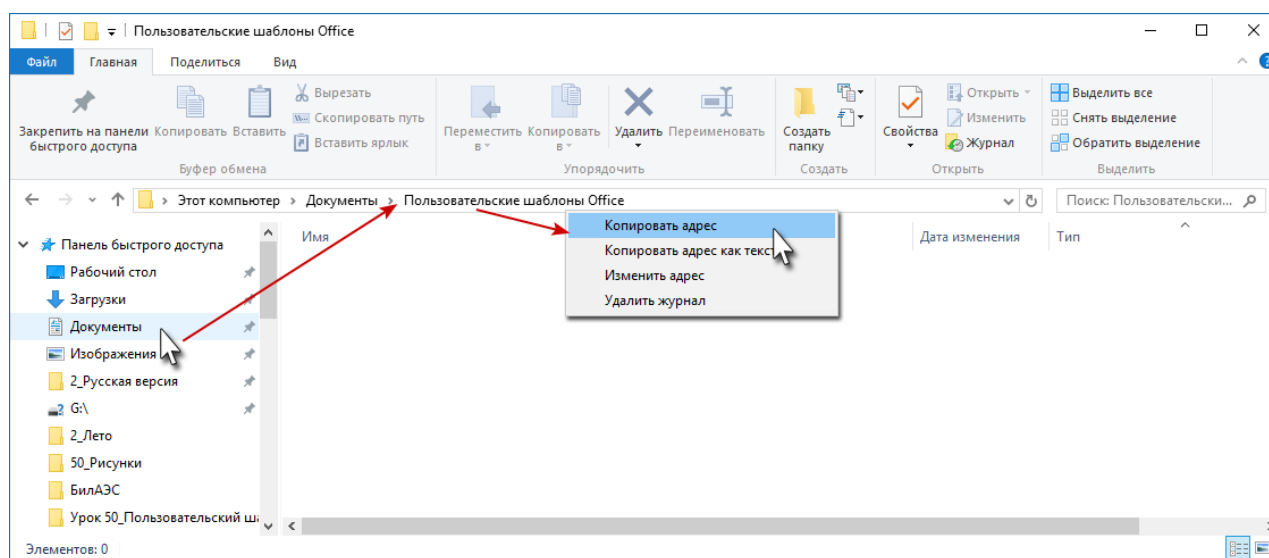 Пользовательские шаблоны Office
Файл Главная Поделиться Вид
Закрепить на панели быстрого доступа
Копировать
Вставить
Вырезать
Скопировать путь
Вставить ярлык
Буфер обмена
Переместить в
Копировать в
Удалить
Переименовать
Упорядочить
Создать папку
Создать
Свойства
Открыть
Изменить
Журнал
Открыть
Выделить все
Снять выделение
Обратить выделение
Выделить
Этот компьютер › Документы › Пользовательские шаблоны Office
Поиск: Пользовательски...
Панель быстрого доступа
Рабочий стол
Загрузки
Документы
Изображения
2_Русская версия
G:\
2_Лето
50_Рисунки
БилАЭС
Урок 50_Пользовательский
Имя Дата изменения Тип
Копировать адрес
Копировать адрес как
Изменить адрес
Удалить журнал
Элементов: 0